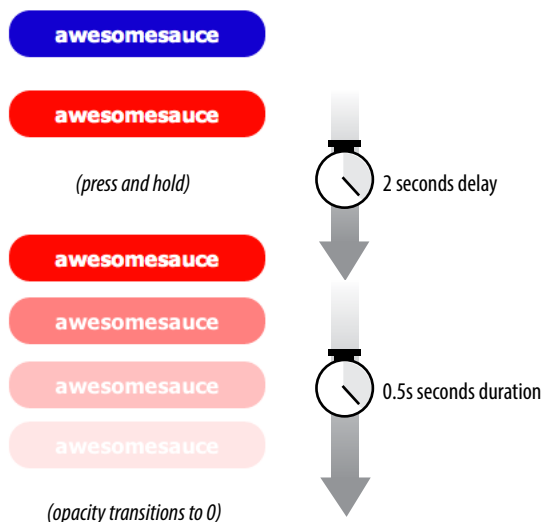 awesomesauce
awesomesauce
(press and hold)
2 seconds delay
awesomesauce
awesomesauce
awesomesauce
0.5s seconds duration
awesomesauce
(opacity transitions to 0)